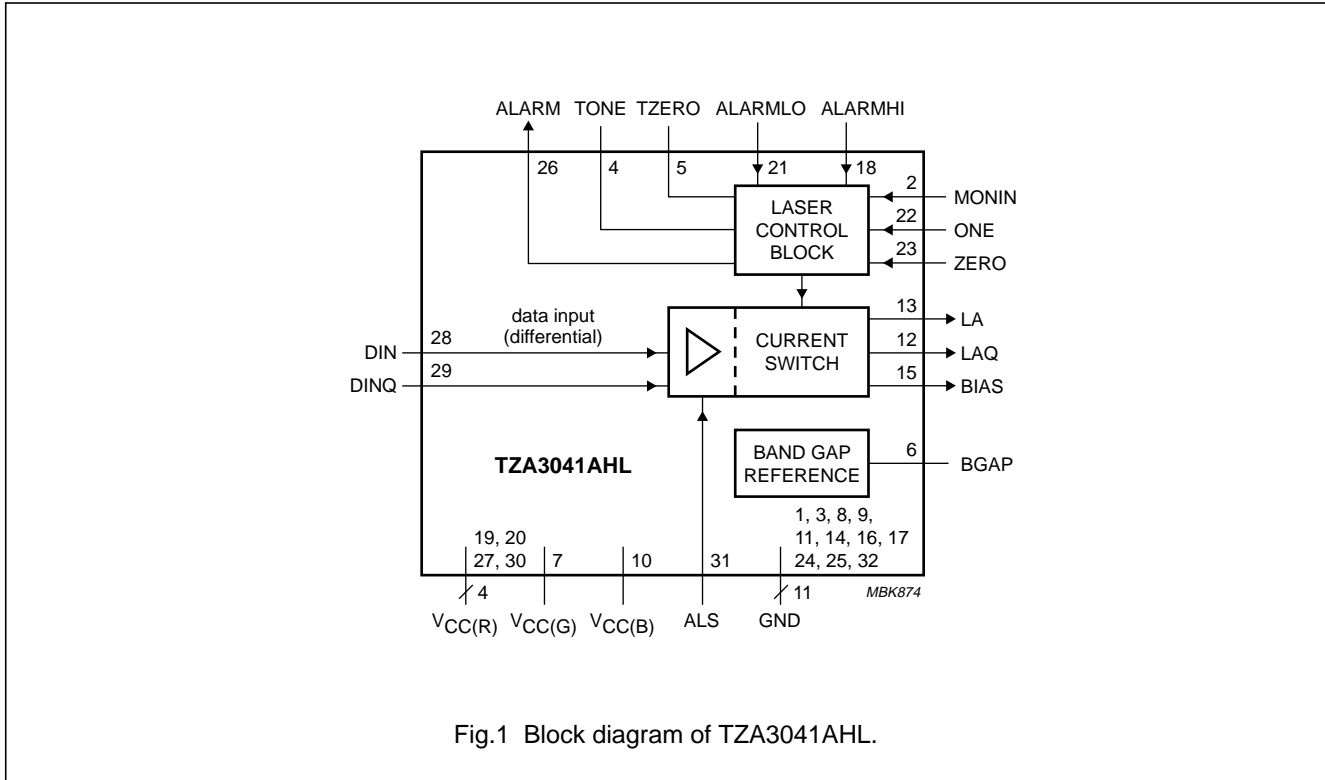 ALARM TONE TZERO ALARMLO ALARMHI
26 4 5 21 18
2 MONIN
LASER
CONTROL
BLOCK
22 ONE
23 ZERO
data input
(differential)
DIN 28
DINQ 29
CURRENT
SWITCH
13 LA
12 LAQ
15 BIAS
TZA3041AHL
BAND GAP
REFERENCE
6 BGAP
19, 20
27, 30
7
10
31
1, 3, 8, 9,
11, 14, 16, 17
24, 25, 32
4
11
MBK874
VCC(R) VCC(G) VCC(B) ALS GND
Fig.1 Block diagram of TZA3041AHL.